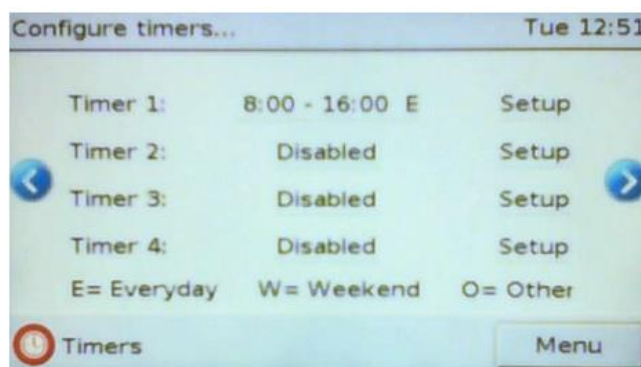 Configure timers... Tue 12:51
Timer 1: 8:00 - 16:00 E Setup
Timer 2: Disabled Setup
Timer 3: Disabled Setup
Timer 4: Disabled Setup
E= Everyday W= Weekend O= Other
Timers Menu